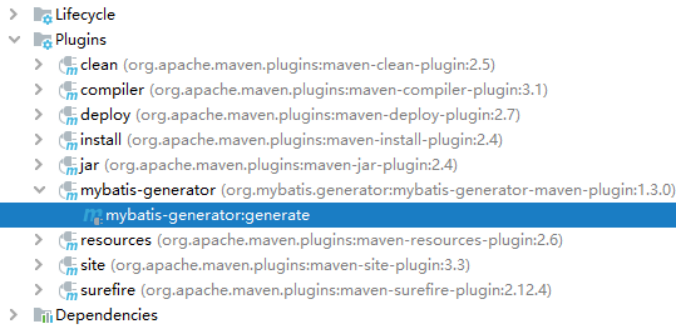 Lifecycle
Plugins
clean (org.apache.maven.plugins:maven-clean-plugin:2.5)
compiler (org.apache.maven.plugins:maven-compiler-plugin:3.1)
deploy (org.apache.maven.plugins:maven-deploy-plugin:2.7)
install (org.apache.maven.plugins:maven-install-plugin:2.4)
jar (org.apache.maven.plugins:maven-jar-plugin:2.4)
mybatis-generator (org.mybatis.generator:mybatis-generator-maven-plugin:1.3.0)
mybatis-generator:generate
resources (org.apache.maven.plugins:maven-resources-plugin:2.6)
site (org.apache.maven.plugins:maven-site-plugin:3.3)
surefire (org.apache.maven.plugins:maven-surefire-plugin:2.12.4)
Dependencies